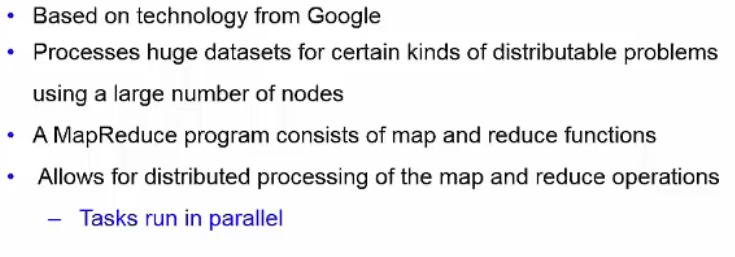 • Based on technology from Google
• Processes huge datasets for certain kinds of distributable problems
using a large number of nodes
• A MapReduce program consists of map and reduce functions
• Allows for distributed processing of the map and reduce operations
– Tasks run in parallel